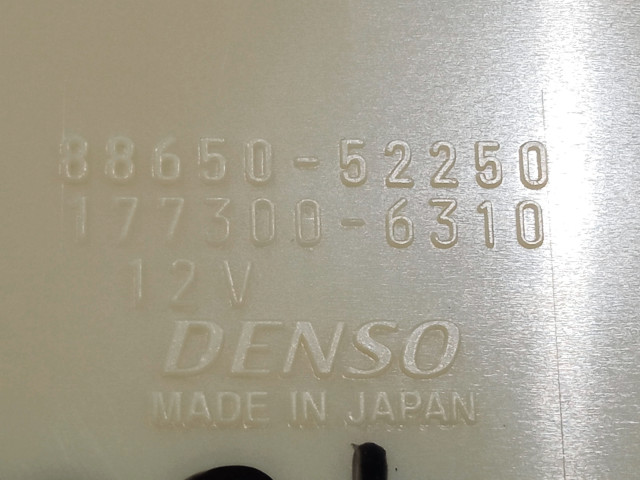 88650-52250
177300-6310
12V
DENSO
MADE IN JAPAN